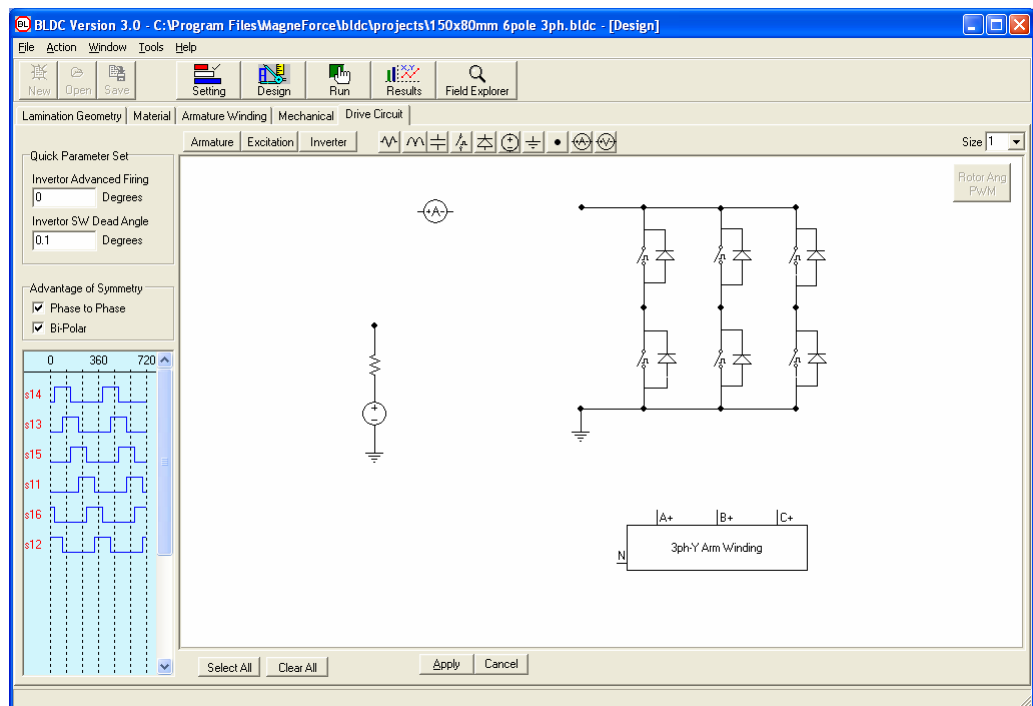 BL BLDC Version 3.0 - C:\Program Files\MagneForce\bldc\projects\150x80mm 6pole 3ph.bldc - [Design]
File Action Window Tools Help
New Open Save Setting Design Run Results Field Explorer
Lamination Geometry Material Armature Winding Mechanical Drive Circuit
Armature Excitation Inverter A V Size 1
Quick Parameter Set
Invertor Advanced Firing
0 Degrees
Invertor SW Dead Angle
0.1 Degrees
Advantage of Symmetry
Phase to Phase
Bi-Polar
0 360 720
s14
s13
s15
s11
s16
s12
Rotor Ang
PWM
+A-
+
-
A+ B+ C+
3ph-Y Arm Winding
N
Select All Clear All Apply Cancel